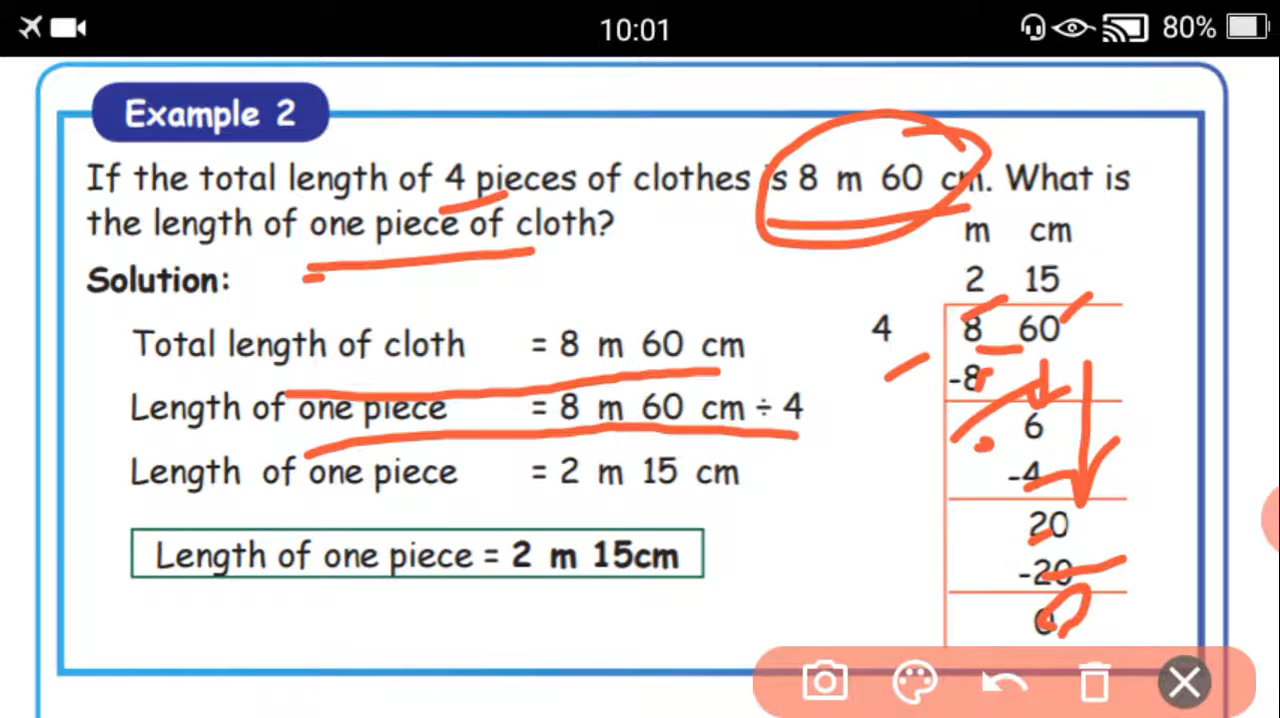 10:01
80%
Example 2
If the total length of 4 pieces of clothes is 8 m 60 cm. What is
the length of one piece of cloth?
m cm
Solution:
2 15
4 8 60
Total length of cloth = 8 m 60 cm
-8
Length of one piece = 8 m 60 cm ÷ 4
6
Length of one piece = 2 m 15 cm
-4
20
Length of one piece = 2 m 15cm
-20
0